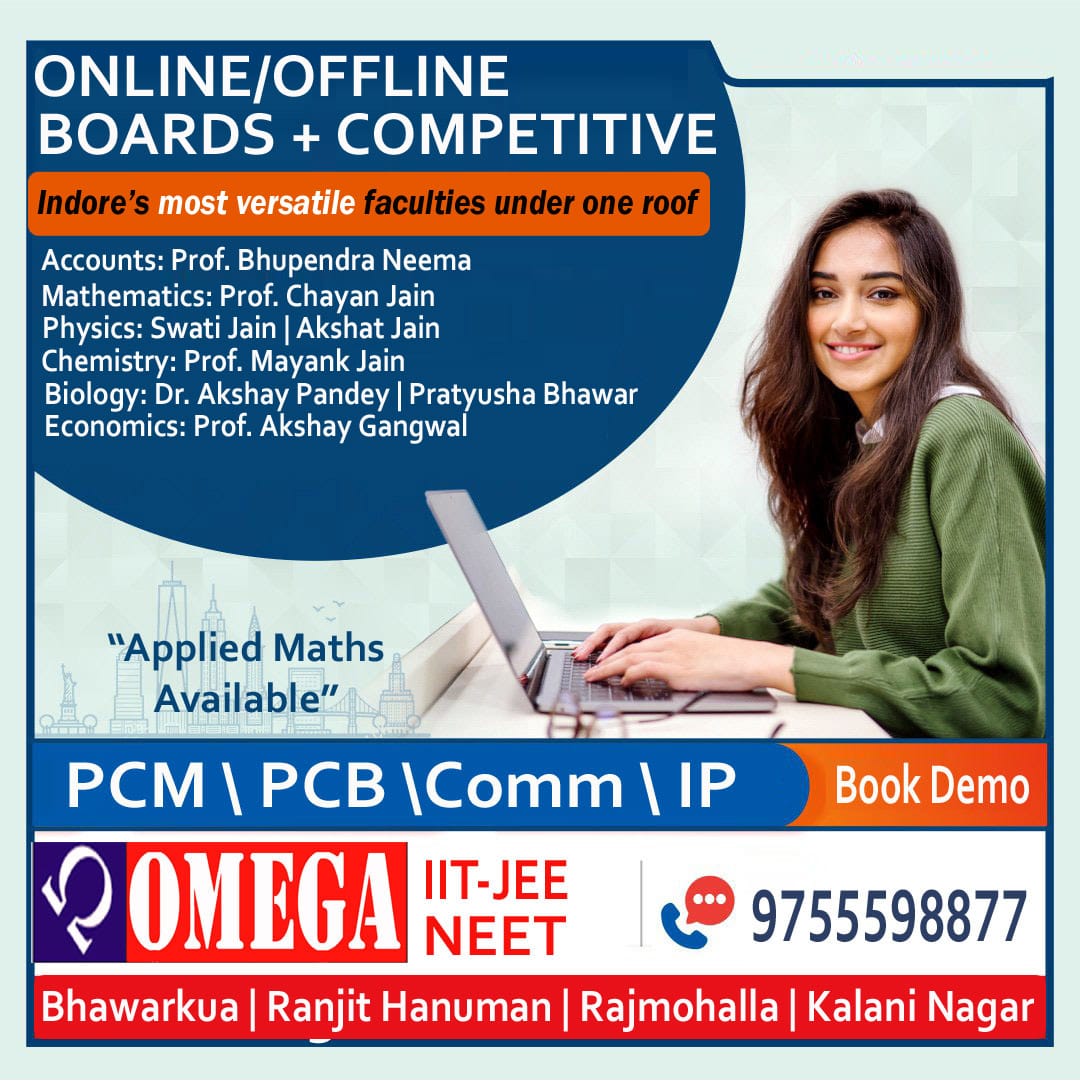 ONLINE/OFFLINE
BOARDS + COMPETITIVE
Indore's most versatile faculties under one roof
Accounts: Prof. Bhupendra Neema
Mathematics: Prof. Chayan Jain
Physics: Swati Jain | Akshat Jain
Chemistry: Prof. Mayank Jain
Biology: Dr. Akshay Pandey | Pratyusha Bhawar
Economics: Prof. Akshay Gangwal
“Applied Maths
Available”
PCM \ PCB \Comm \ IP
Book Demo
OMEGA
IIT-JEE
NEET
9755598877
Bhawarkua | Ranjit Hanuman | Rajmohalla | Kalani Nagar